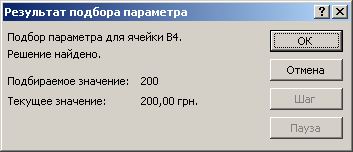 Результат подбора параметра
Подбор параметра для ячейки B4.
Решение найдено.
Подбираемое значение: 200
Текущее значение: 200,00 грн.
ОК
Отмена
Шаг
Пауза